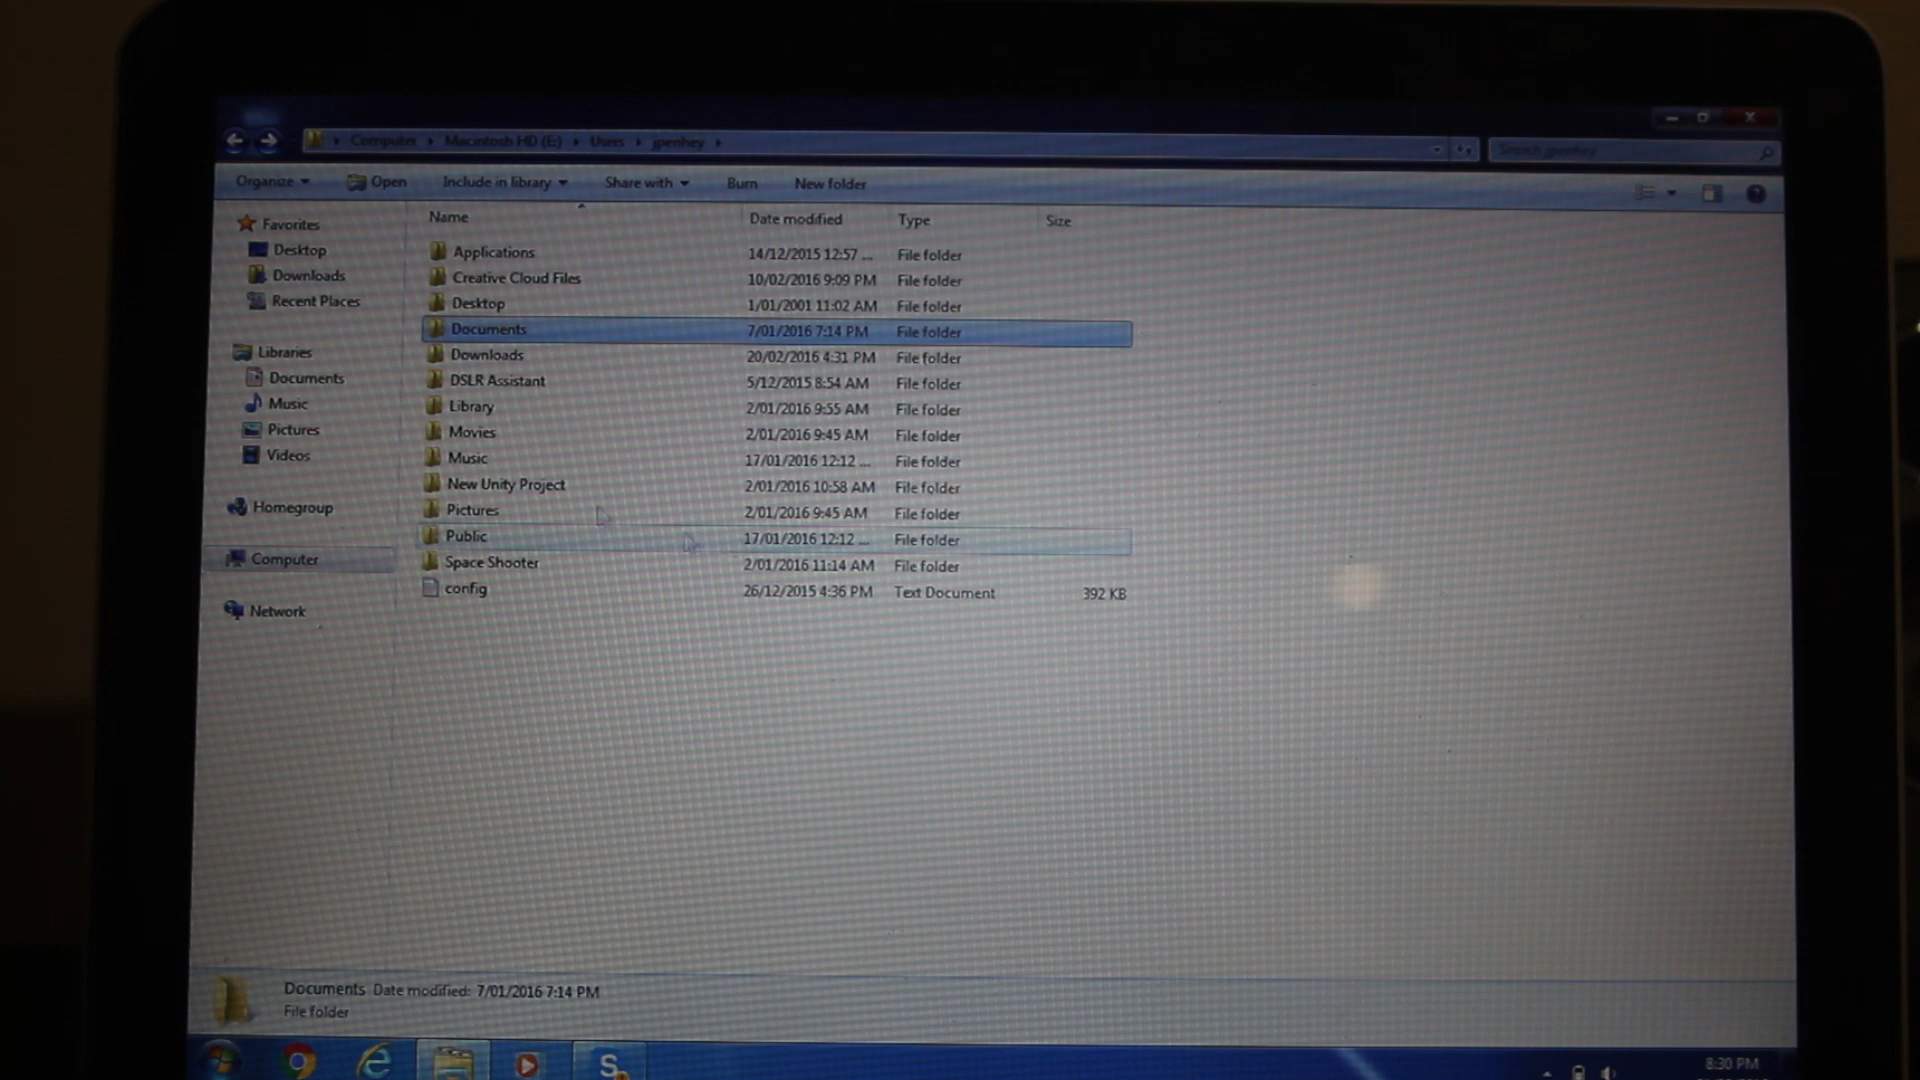 Computer Macintosh HD (E:) Users jpenhey
Search jpenhey
Organize Open Include in library Share with Burn New folder
Name Date modified Type Size
Favorites
Desktop
Downloads
Recent Places
Libraries
Documents
Music
Pictures
Videos
Homegroup
Computer
Network
Applications 14/12/2015 12:57 ... File folder
Creative Cloud Files 10/02/2016 9:09 PM File folder
Desktop 1/01/2001 11:02 AM File folder
Documents 7/01/2016 7:14 PM File folder
Downloads 20/02/2016 4:31 PM File folder
DSLR Assistant 5/12/2015 8:54 AM File folder
Library 2/01/2016 9:55 AM File folder
Movies 2/01/2016 9:45 AM File folder
Music 17/01/2016 12:12 ... File folder
New Unity Project 2/01/2016 10:58 AM File folder
Pictures 2/01/2016 9:45 AM File folder
Public 17/01/2016 12:12 ... File folder
Space Shooter 2/01/2016 11:14 AM File folder
config 26/12/2015 4:36 PM Text Document 392 KB
Documents Date modified: 7/01/2016 7:14 PM
File folder
8:30 PM